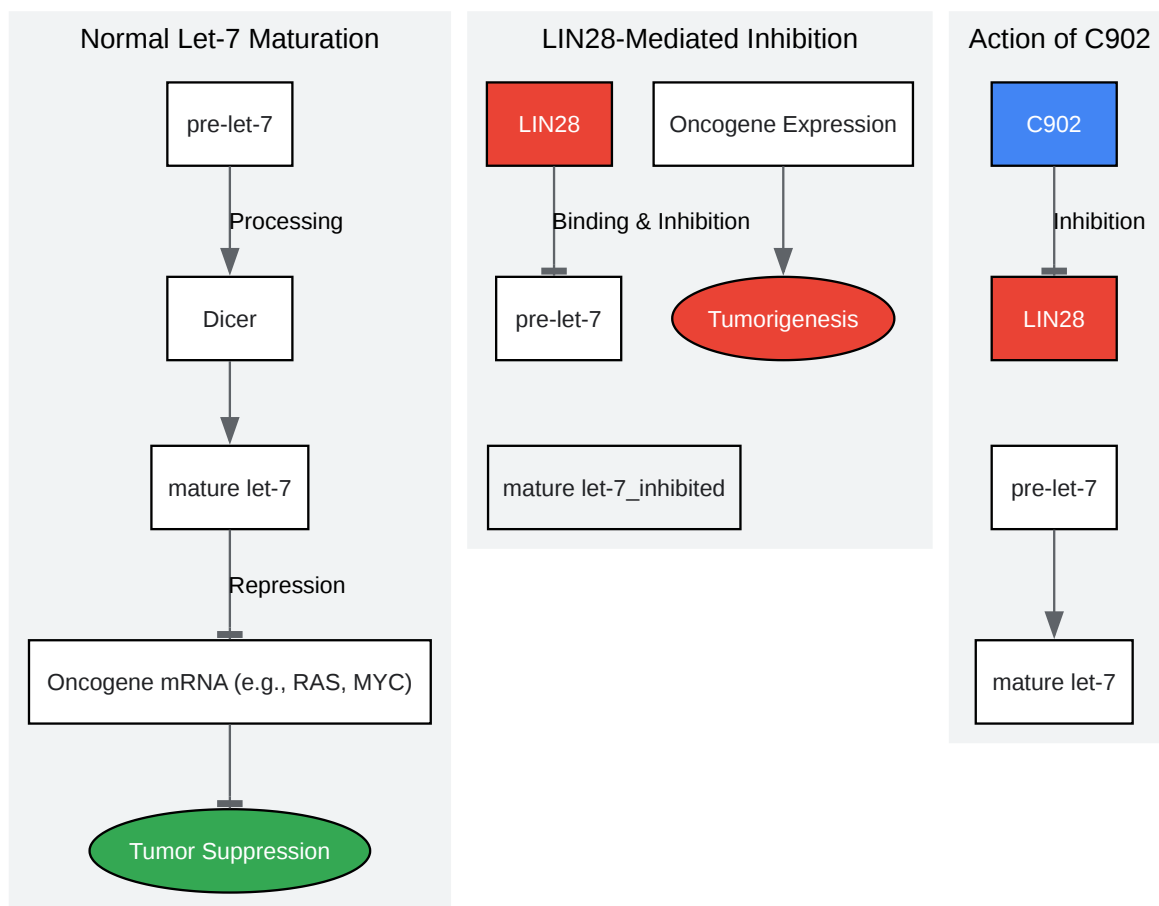 Normal Let-7 Maturation
pre-let-7
Processing
Dicer
mature let-7
Repression
Oncogene mRNA (e.g., RAS, MYC)
Tumor Suppression
LIN28-Mediated Inhibition
LIN28
Oncogene Expression
Binding & Inhibition
pre-let-7
Tumorigenesis
mature let-7_inhibited
Action of C902
C902
Inhibition
LIN28
pre-let-7
mature let-7